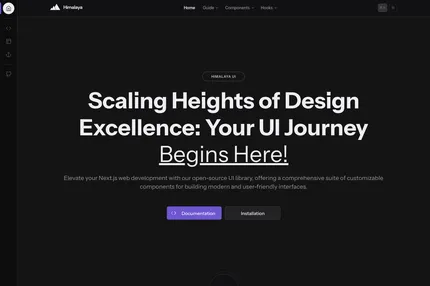 Himalaya
Home Guide Components Hooks
HIMALAYA UI
Scaling Heights of Design
Excellence: Your UI Journey
Begins Here!
Elevate your Next.js web development with our open-source UI library, offering a comprehensive suite of customizable
components for building modern and user-friendly interfaces.
Documentation Installation